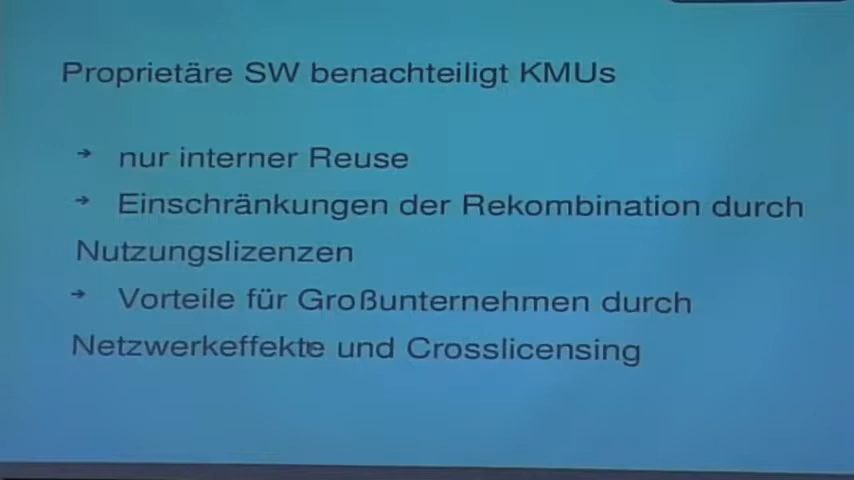 Proprietäre SW benachteiligt KMUs
➔ nur interner Reuse
➔ Einschränkungen der Rekombination durch
Nutzungslizenzen
➔ Vorteile für Großunternehmen durch
Netzwerkeffekte und Crosslicensing